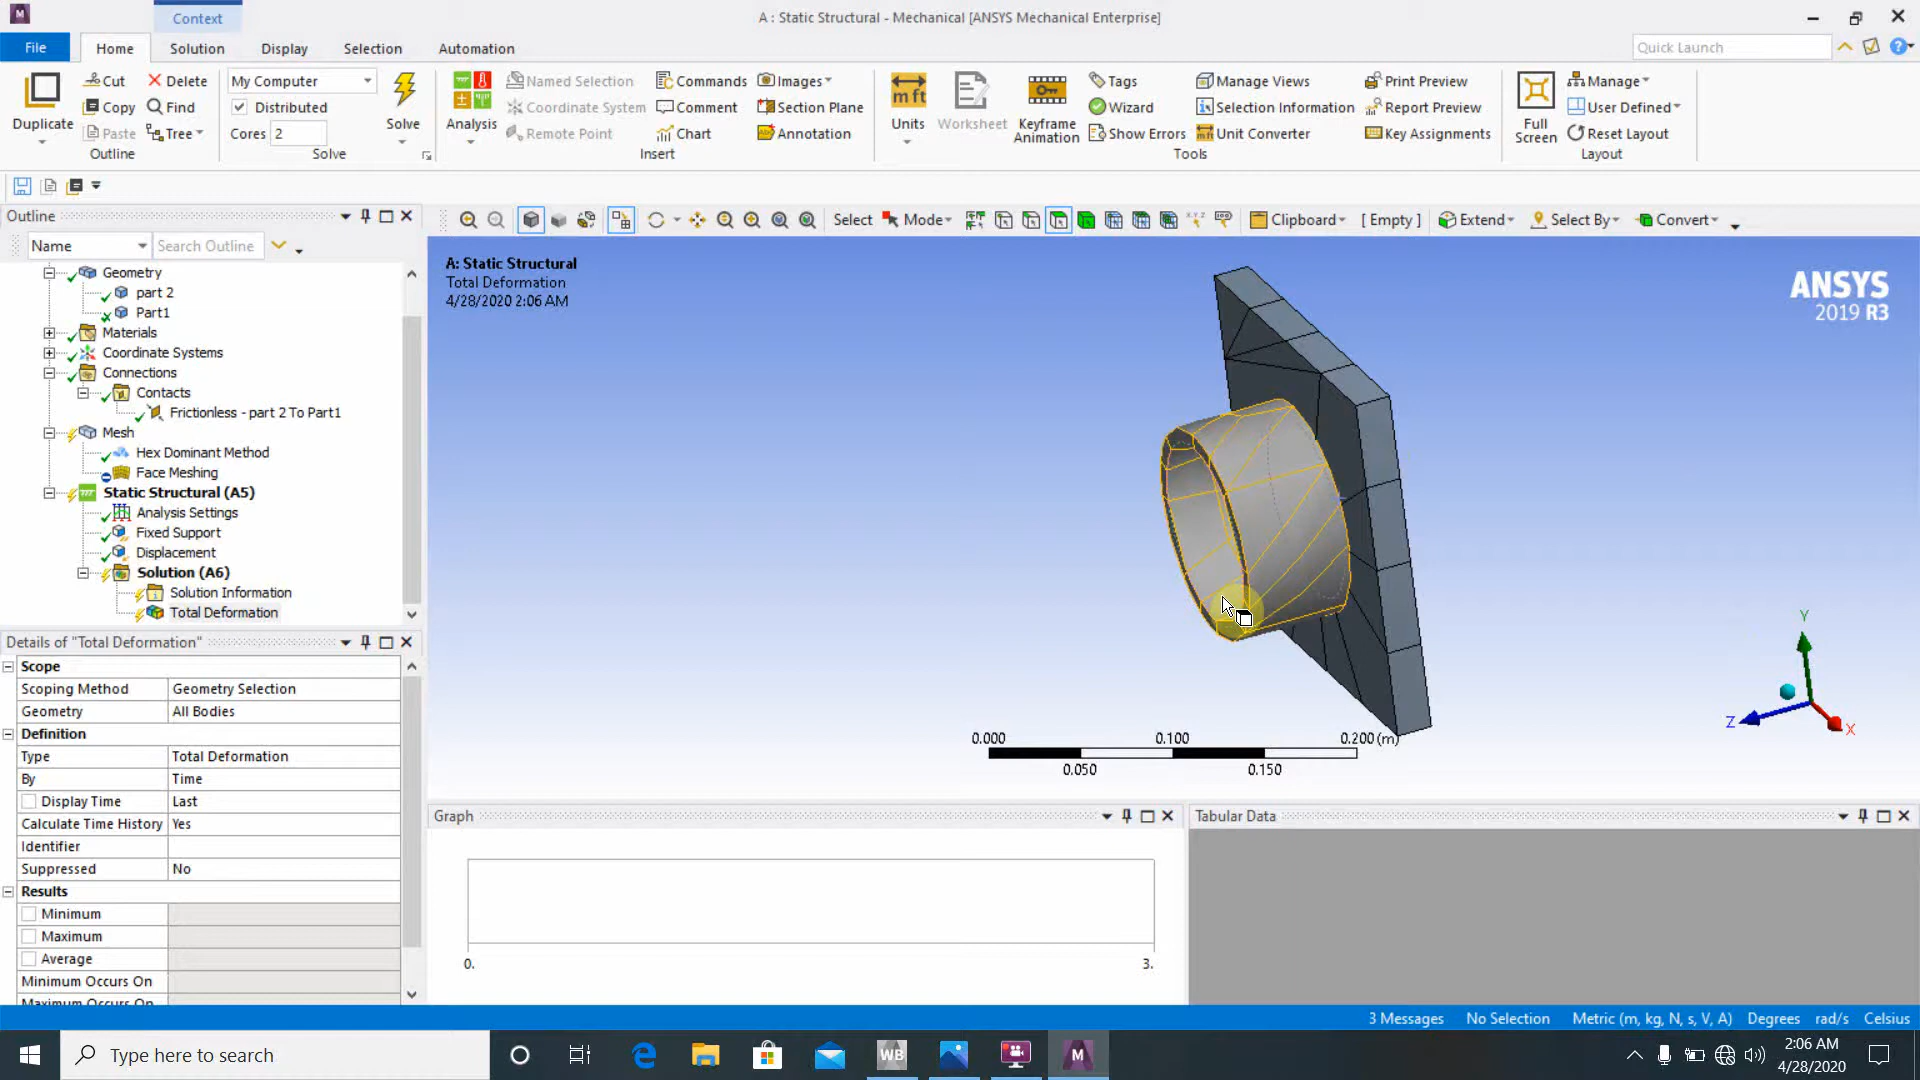 Context
A : Static Structural - Mechanical [ANSYS Mechanical Enterprise]
File Home Solution Display Selection Automation
Quick Launch
Duplicate Cut Delete Copy Find Paste Tree
Outline
My Computer
Distributed
Cores 2
Solve
Solve
Analysis
Named Selection Commands Images
Coordinate System Comment Section Plane
Remote Point Chart Annotation
Insert
Units Worksheet Keyframe Animation
Tags Manage Views Print Preview
Wizard Selection Information Report Preview
Show Errors Unit Converter Key Assignments
Tools
Full Screen
Manage
User Defined
Reset Layout
Layout
Outline
Name Search Outline
Select Mode Clipboard [ Empty ] Extend Select By Convert
Geometry
part 2
Part1
Materials
Coordinate Systems
Connections
Contacts
Frictionless - part 2 To Part1
Mesh
Hex Dominant Method
Face Meshing
Static Structural (A5)
Analysis Settings
Fixed Support
Displacement
Solution (A6)
Solution Information
Total Deformation
A: Static Structural
Total Deformation
4/28/2020 2:06 AM
ANSYS
2019 R3
Y
Z
X
0.000 0.100 0.200 (m)
0.050 0.150
Details of "Total Deformation"
Scope
Scoping Method Geometry Selection
Geometry All Bodies
Definition
Type Total Deformation
By Time
Display Time Last
Calculate Time History Yes
Identifier
Suppressed No
Results
Minimum
Maximum
Average
Minimum Occurs On
Maximum Occurs On
Graph
0. 3.
Tabular Data
3 Messages No Selection Metric (m, kg, N, s, V, A) Degrees rad/s Celsius
Type here to search
WB
M
2:06 AM
4/28/2020